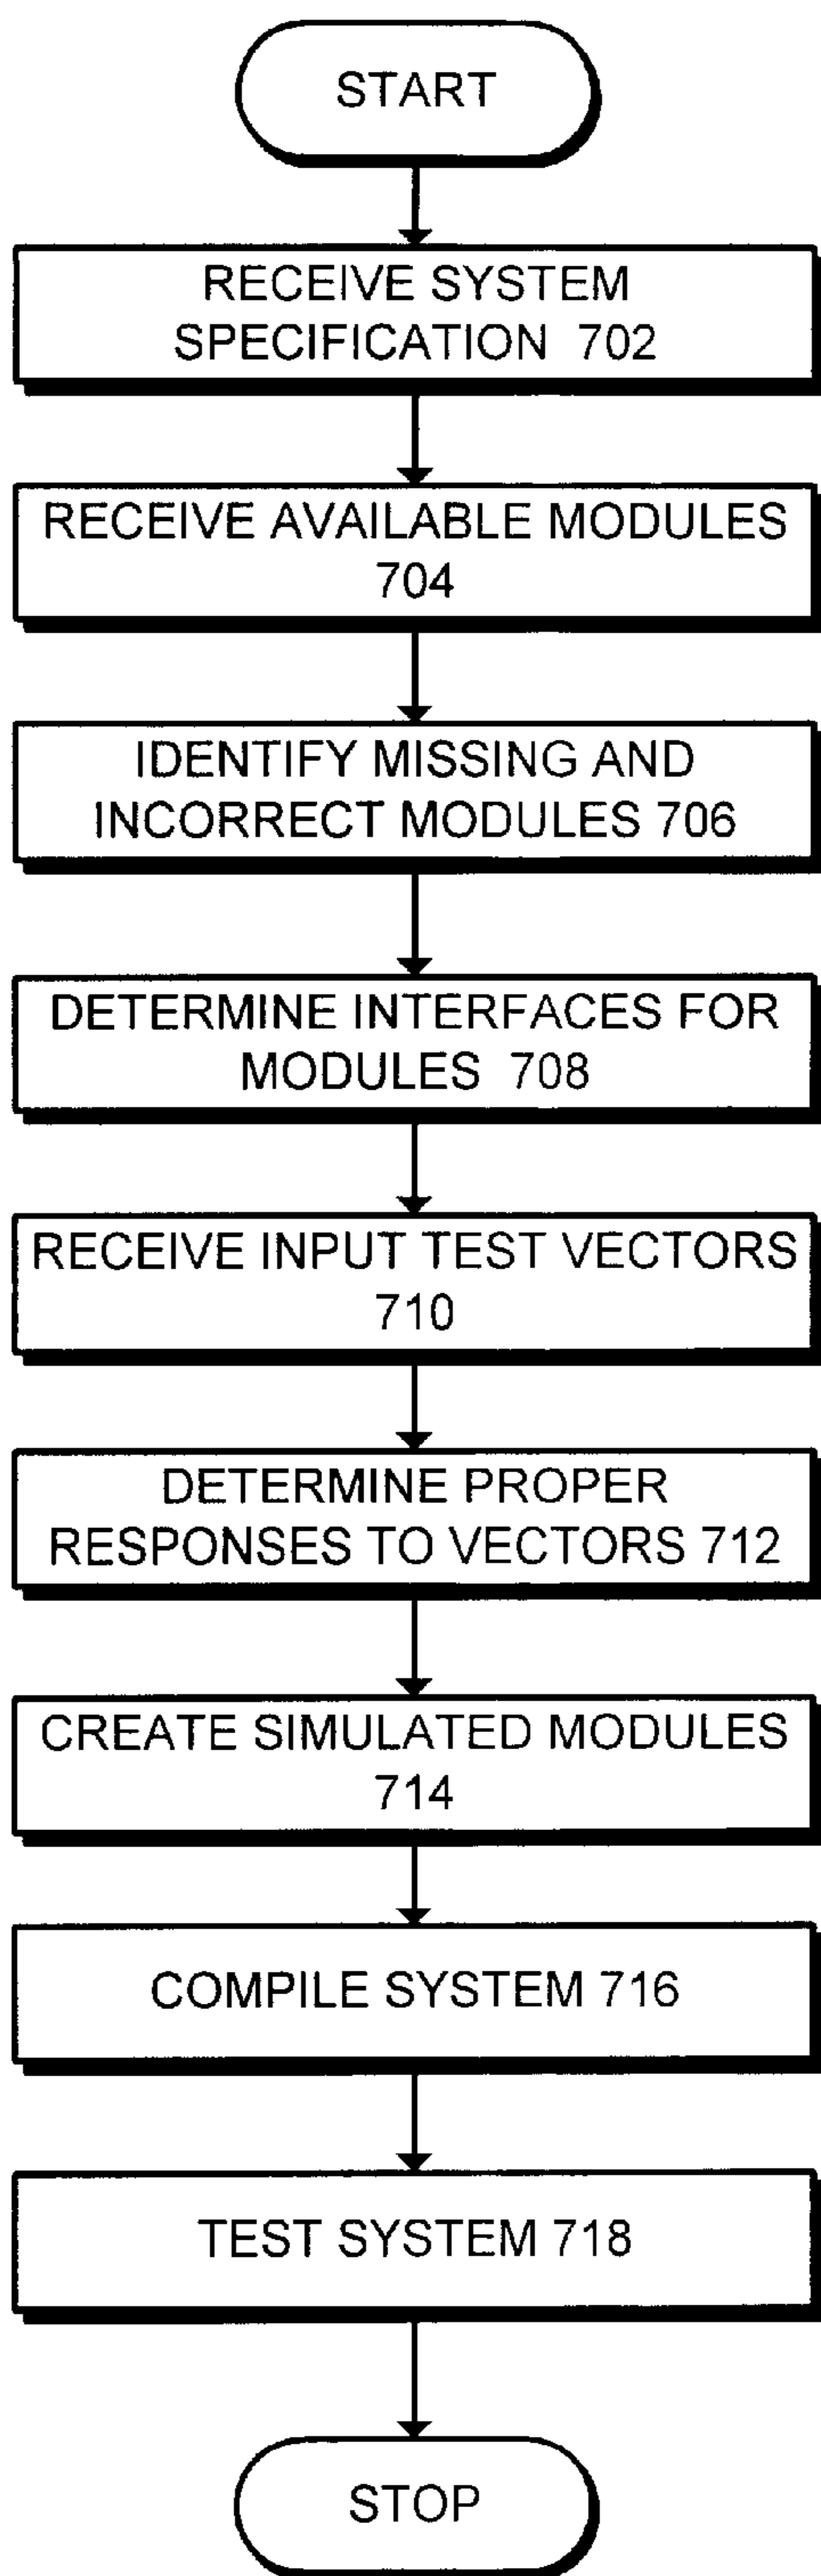 START
RECEIVE SYSTEM
SPECIFICATION 702
RECEIVE AVAILABLE MODULES
704
IDENTIFY MISSING AND
INCORRECT MODULES 706
DETERMINE INTERFACES FOR
MODULES 708
RECEIVE INPUT TEST VECTORS
710
DETERMINE PROPER
RESPONSES TO VECTORS 712
CREATE SIMULATED MODULES
714
COMPILE SYSTEM 716
TEST SYSTEM 718
STOP